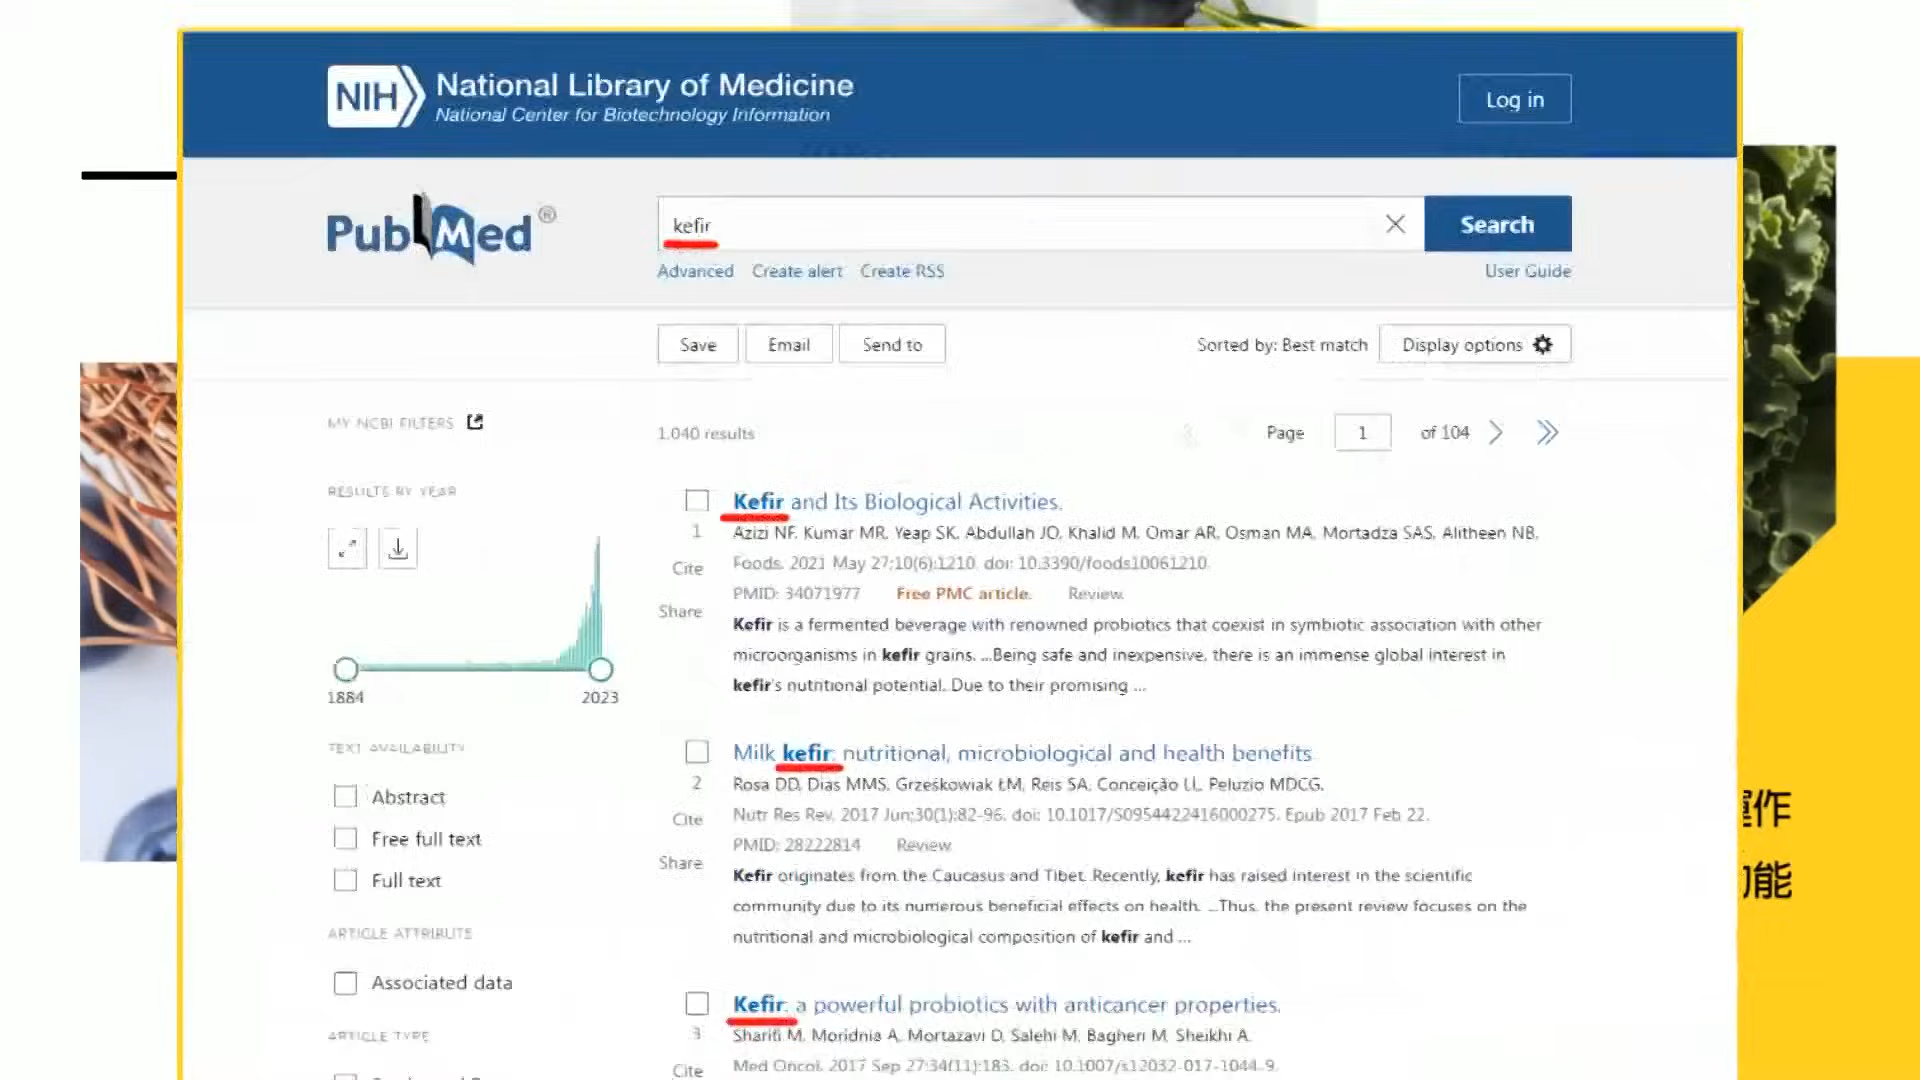 NIH National Library of Medicine
National Center for Biotechnology Information
Log in
PubMed®
kefir
Search
Advanced Create alert Create RSS
User Guide
Save Email Send to
Sorted by: Best match Display options
MY NCBI FILTERS
1,040 results
Page 1 of 104
RESULTS BY YEAR
1884 2023
TEXT AVAILABILITY
Abstract
Free full text
Full text
ARTICLE ATTRIBUTE
Associated data
ARTICLE TYPE
Kefir and Its Biological Activities.
1
Azizi NF, Kumar MR, Yeap SK, Abdullah JO, Khalid M, Omar AR, Osman MA, Mortadza SAS, Alitheen NB.
Cite
Foods. 2021 May 27;10(6):1210. doi: 10.3390/foods10061210.
PMID: 34071977 Free PMC article. Review.
Share
Kefir is a fermented beverage with renowned probiotics that coexist in symbiotic association with other
microorganisms in kefir grains. ...Being safe and inexpensive, there is an immense global interest in
kefir's nutritional potential. Due to their promising ...
Milk kefir: nutritional, microbiological and health benefits.
2
Rosa DD, Dias MMS, Grześkowiak ŁM, Reis SA, Conceição LL, Peluzio MDCG.
Cite
Nutr Res Rev. 2017 Jun;30(1):82-96. doi: 10.1017/S0954422416000275. Epub 2017 Feb 22.
PMID: 28222814 Review.
Share
Kefir originates from the Caucasus and Tibet. Recently, kefir has raised interest in the scientific
community due to its numerous beneficial effects on health. ...Thus, the present review focuses on the
nutritional and microbiological composition of kefir and ...
Kefir: a powerful probiotics with anticancer properties.
3
Sharifi M, Moridnia A, Mortazavi D, Salehi M, Bagheri M, Sheikhi A.
Cite
Med Oncol. 2017 Sep 27;34(11):183. doi: 10.1007/s12032-017-1044-9.
運作
功能